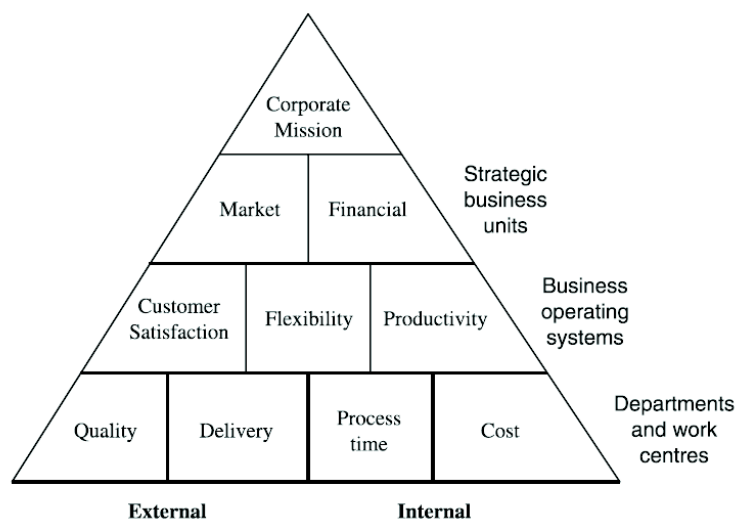 Corporate
Mission
Market
Financial
Strategic
business
units
Customer
Satisfaction
Flexibility
Productivity
Business
operating
systems
Quality
Delivery
Process
time
Cost
Departments
and work
centres
External
Internal